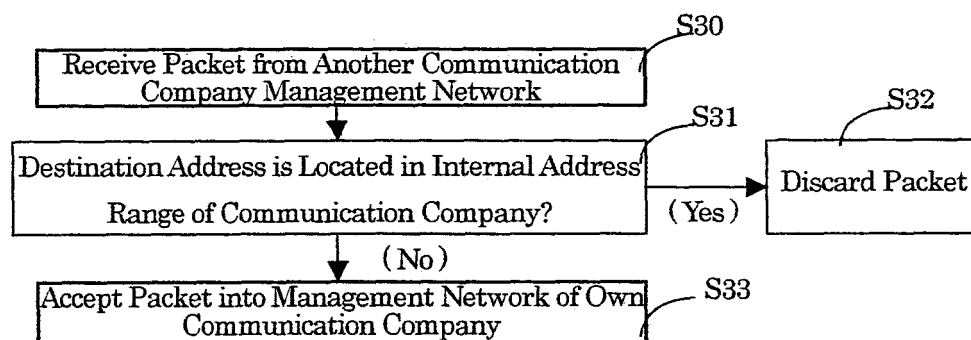 S30
Receive Packet from Another Communication
Company Management Network
S31
Destination Address is Located in Internal Address
Range of Communication Company?
S32
Discard Packet
(Yes)
(No)
Accept Packet into Management Network of Own
Communication Company
S33